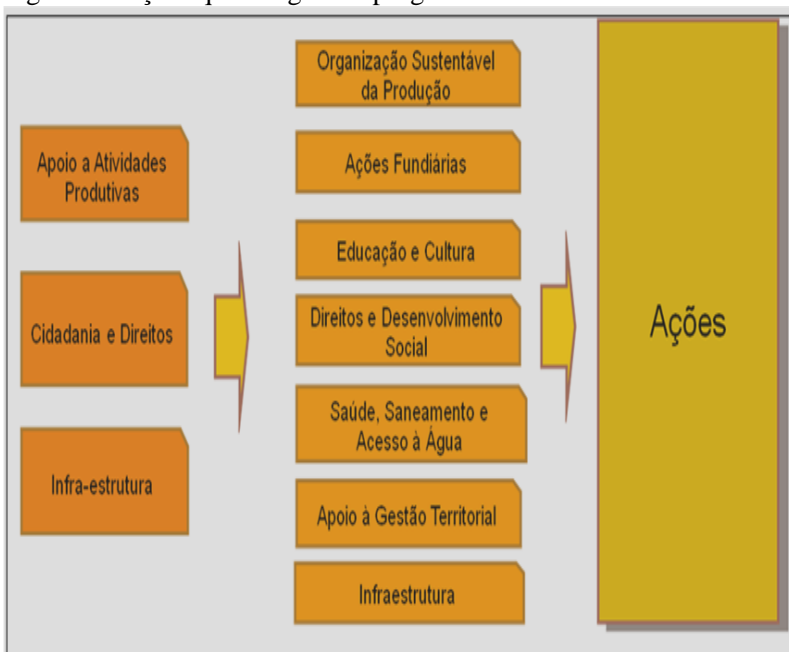 Apoio a Atividades
Produtivas
Cidadania e Direitos
Infra-estrutura
Organização Sustentável
da Produção
Ações Fundiárias
Educação e Cultura
Direitos e Desenvolvimento
Social
Saúde, Saneamento e
Acesso à Água
Apoio à Gestão Territorial
Infraestrutura
Ações